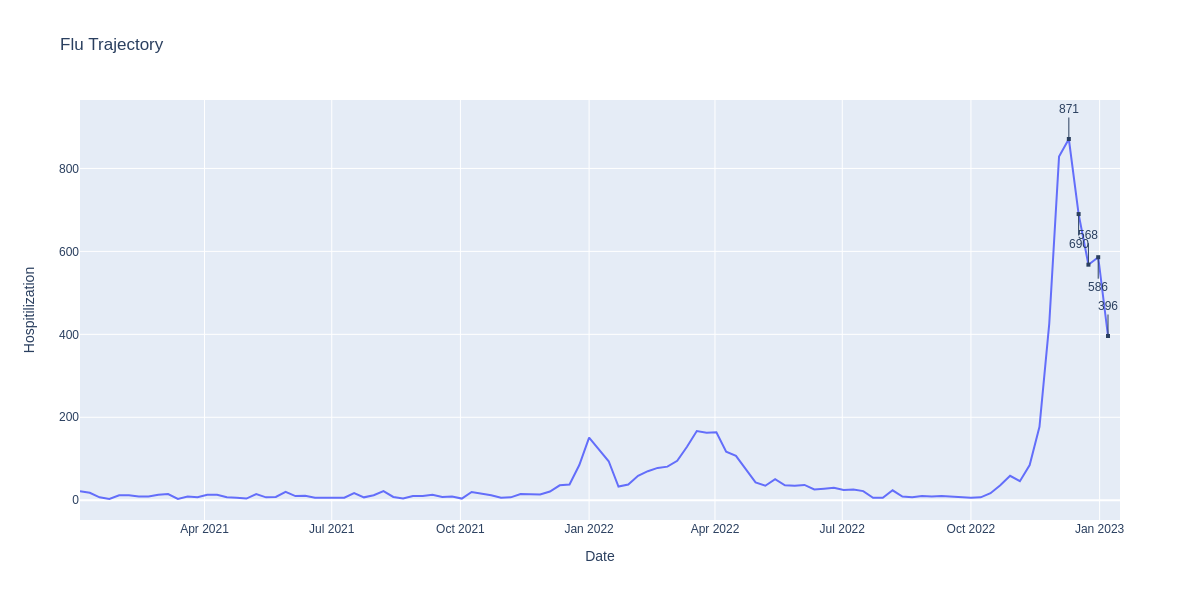 Flu Trajectory
871
800
568
690
600
586
396
400
200
0
Hospitilization
Apr 2021
Jul 2021
Oct 2021
Jan 2022
Apr 2022
Jul 2022
Oct 2022
Jan 2023
Date